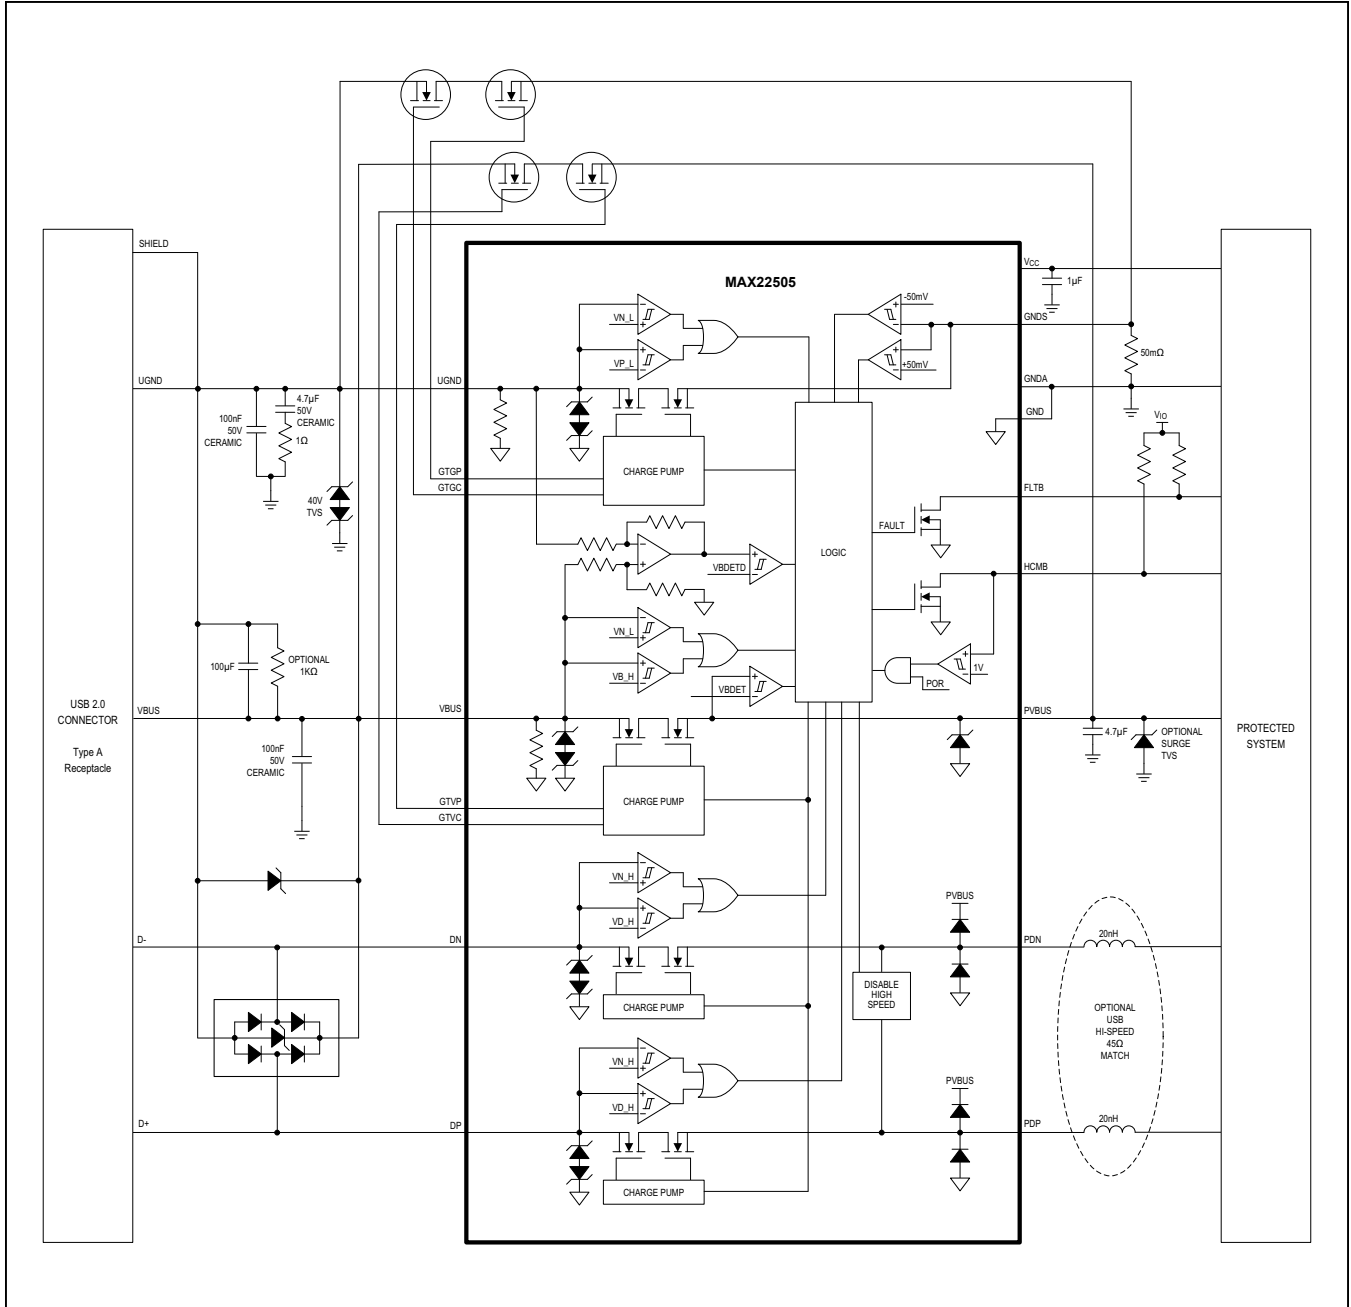 SHIELD
MAX22505
VCC
1µF
-50mV
VN_L
GNDS
50mΩ
VP_L
+50mV
UGND
UGND
GNDA
4.7µF
50V
CERAMIC
100nF
50V
CERAMIC
1Ω
GND
VIO
GTGP
CHARGE PUMP
GTGC
40V
TVS
FLTB
FAULT
LOGIC
VBDETD
HCMB
VN_L
OPTIONAL
1KΩ
100µF
VB_H
1V
POR
VBDET
USB 2.0
CONNECTOR
Type A
Receptacle
VBUS
VBUS
PVBUS
4.7µF
OPTIONAL
SURGE
TVS
PROTECTED
SYSTEM
100nF
50V
CERAMIC
GTVP
CHARGE PUMP
GTVC
VN_H
PVBUS
VD_H
20nH
D-
DN
PDN
DISABLE
HIGH
SPEED
CHARGE PUMP
OPTIONAL
USB
HI-SPEED
45Ω
MATCH
VN_H
PVBUS
VD_H
20nH
D+
DP
PDP
CHARGE PUMP